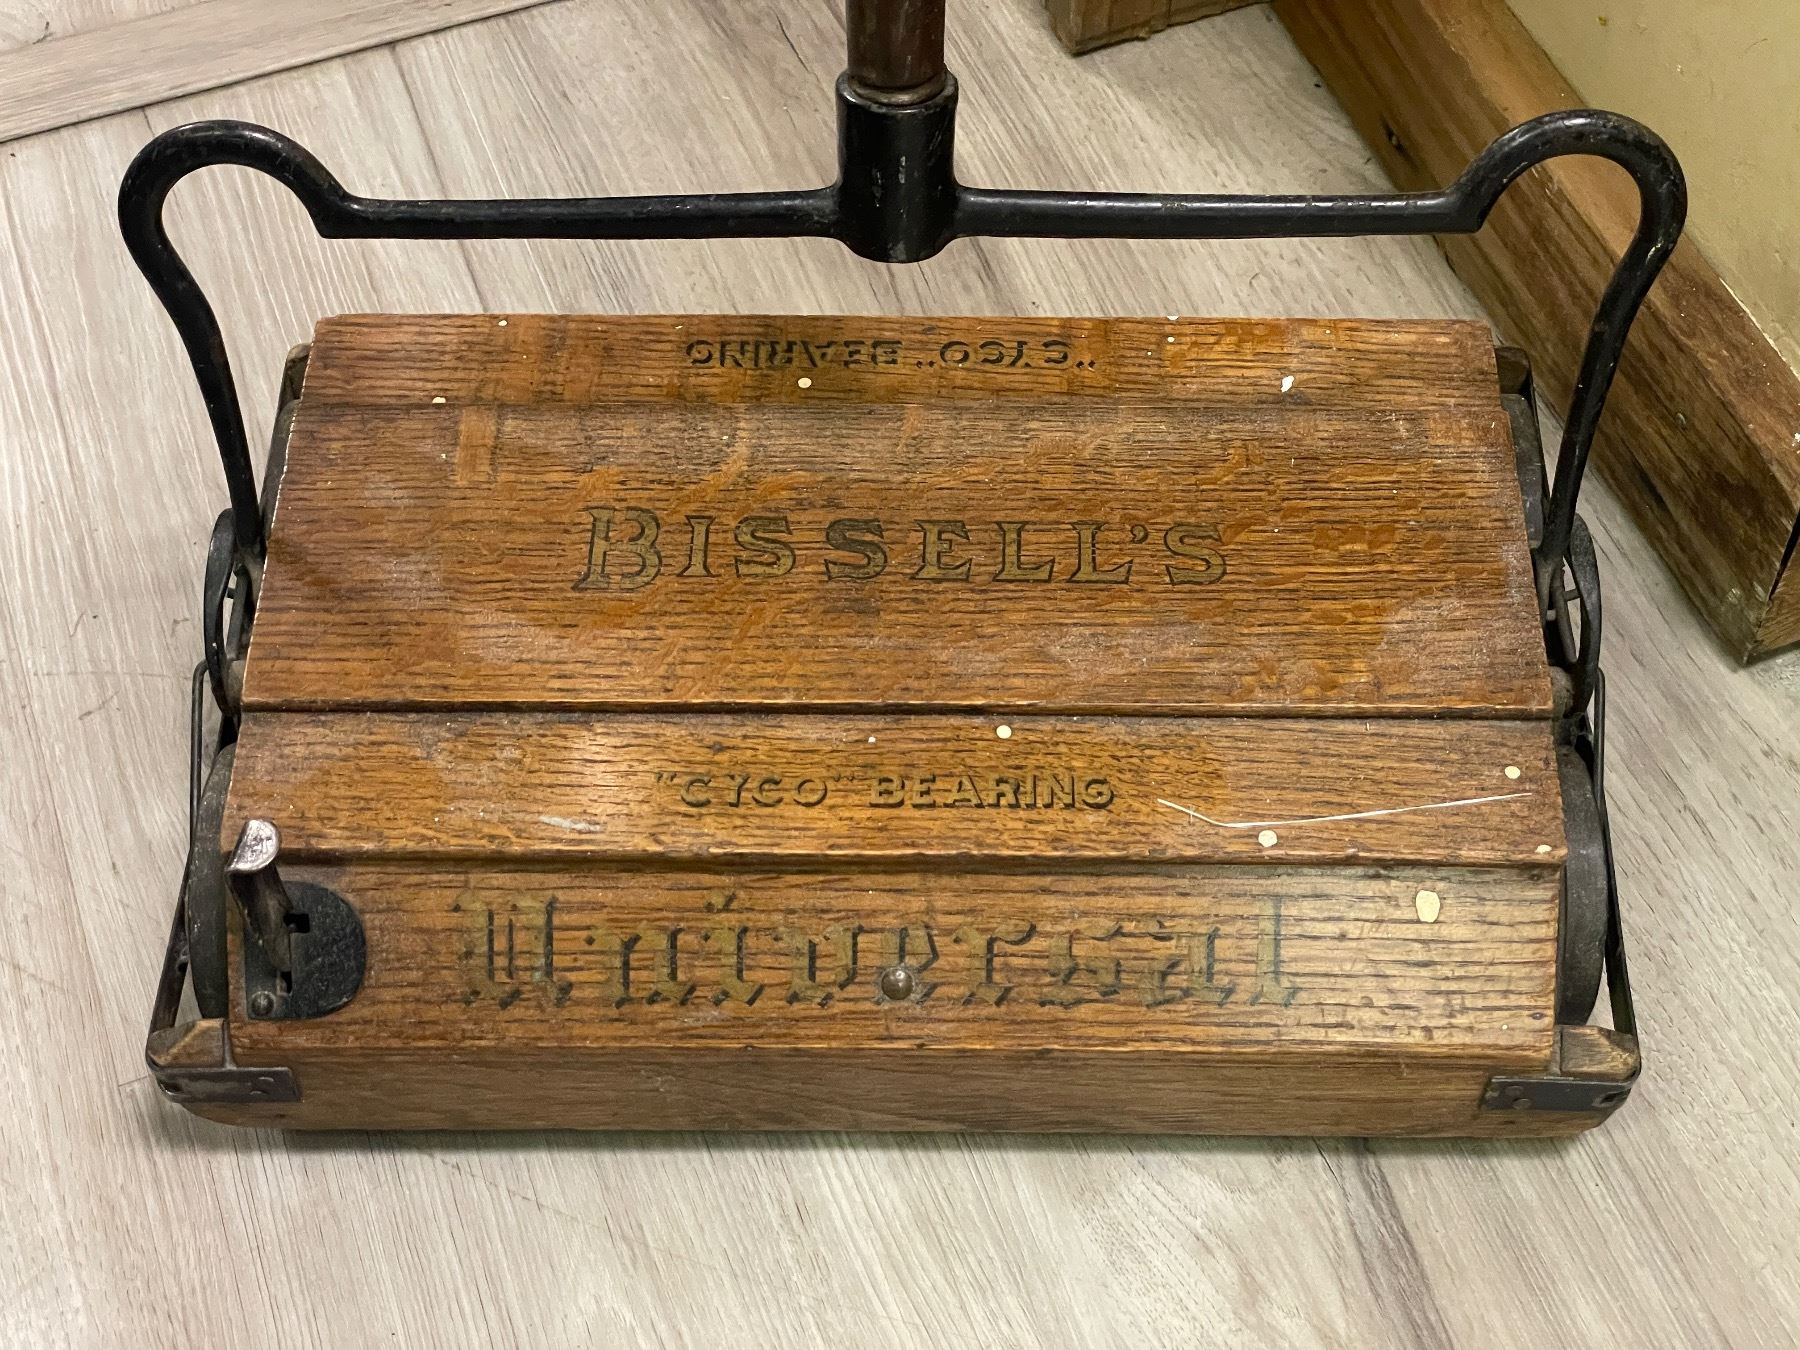 "CYCO" BEARING
BISSELL'S
"CYCO" BEARING
Universal